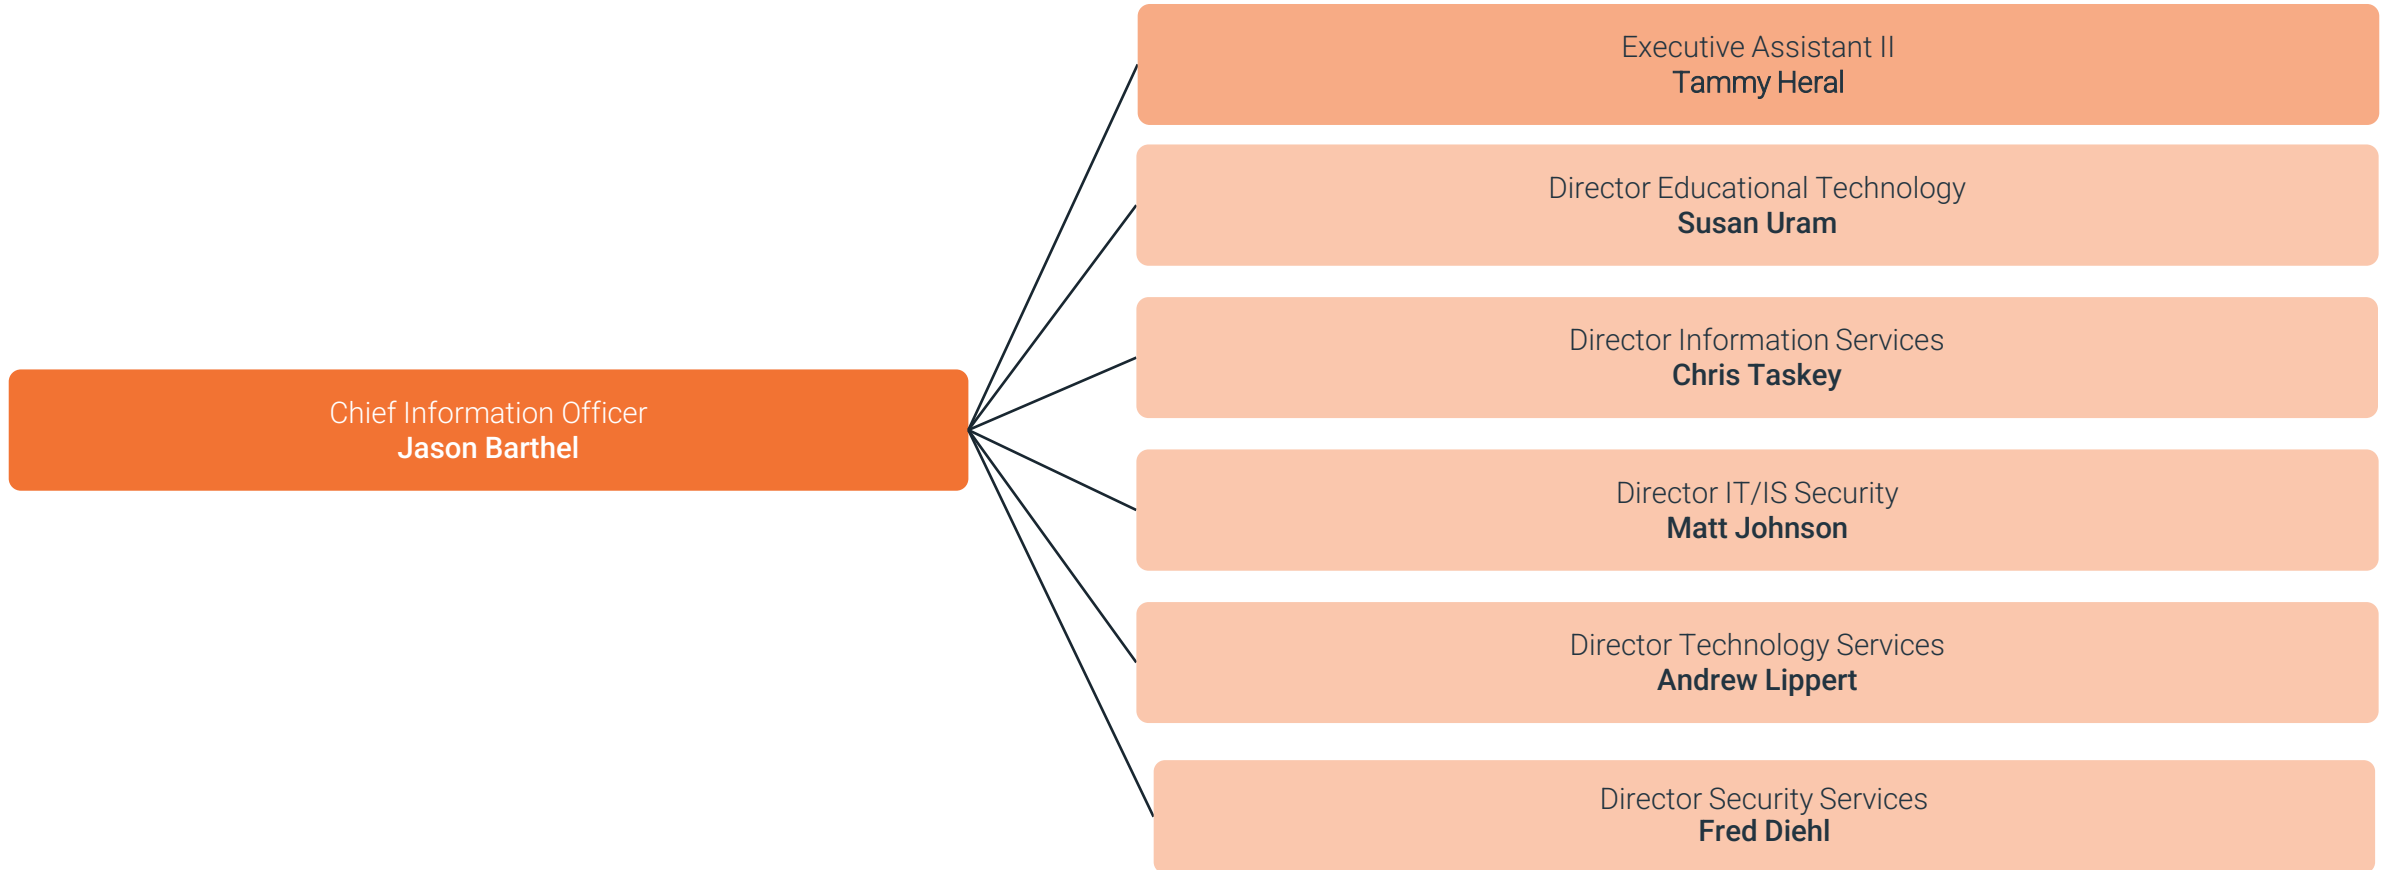 Executive Assistant II
Tammy Heral
Director Educational Technology
Susan Uram
Director Information Services
Chris Taskey
Chief Information Officer
Jason Barthel
Director IT/IS Security
Matt Johnson
Director Technology Services
Andrew Lippert
Director Security Services
Fred Diehl